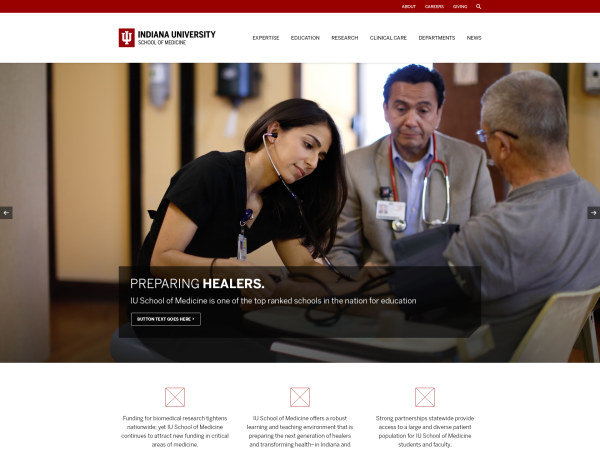 ABOUT CAREERS GIVING
INDIANA UNIVERSITY
SCHOOL OF MEDICINE
EXPERTISE EDUCATION RESEARCH CLINICAL CARE DEPARTMENTS NEWS
PREPARING HEALERS.
IU School of Medicine is one of the top ranked schools in the nation for education
BUTTON TEXT GOES HERE
Funding for biomedical research tightens
nationwide; yet IU School of Medicine
continues to attract new funding in critical
areas of medicine.
IU School of Medicine offers a robust
learning and teaching environment that is
preparing the next generation of healers
and transforming health–in Indiana and
Strong partnerships statewide provide
access to a large and diverse patient
population for IU School of Medicine
students and faculty.